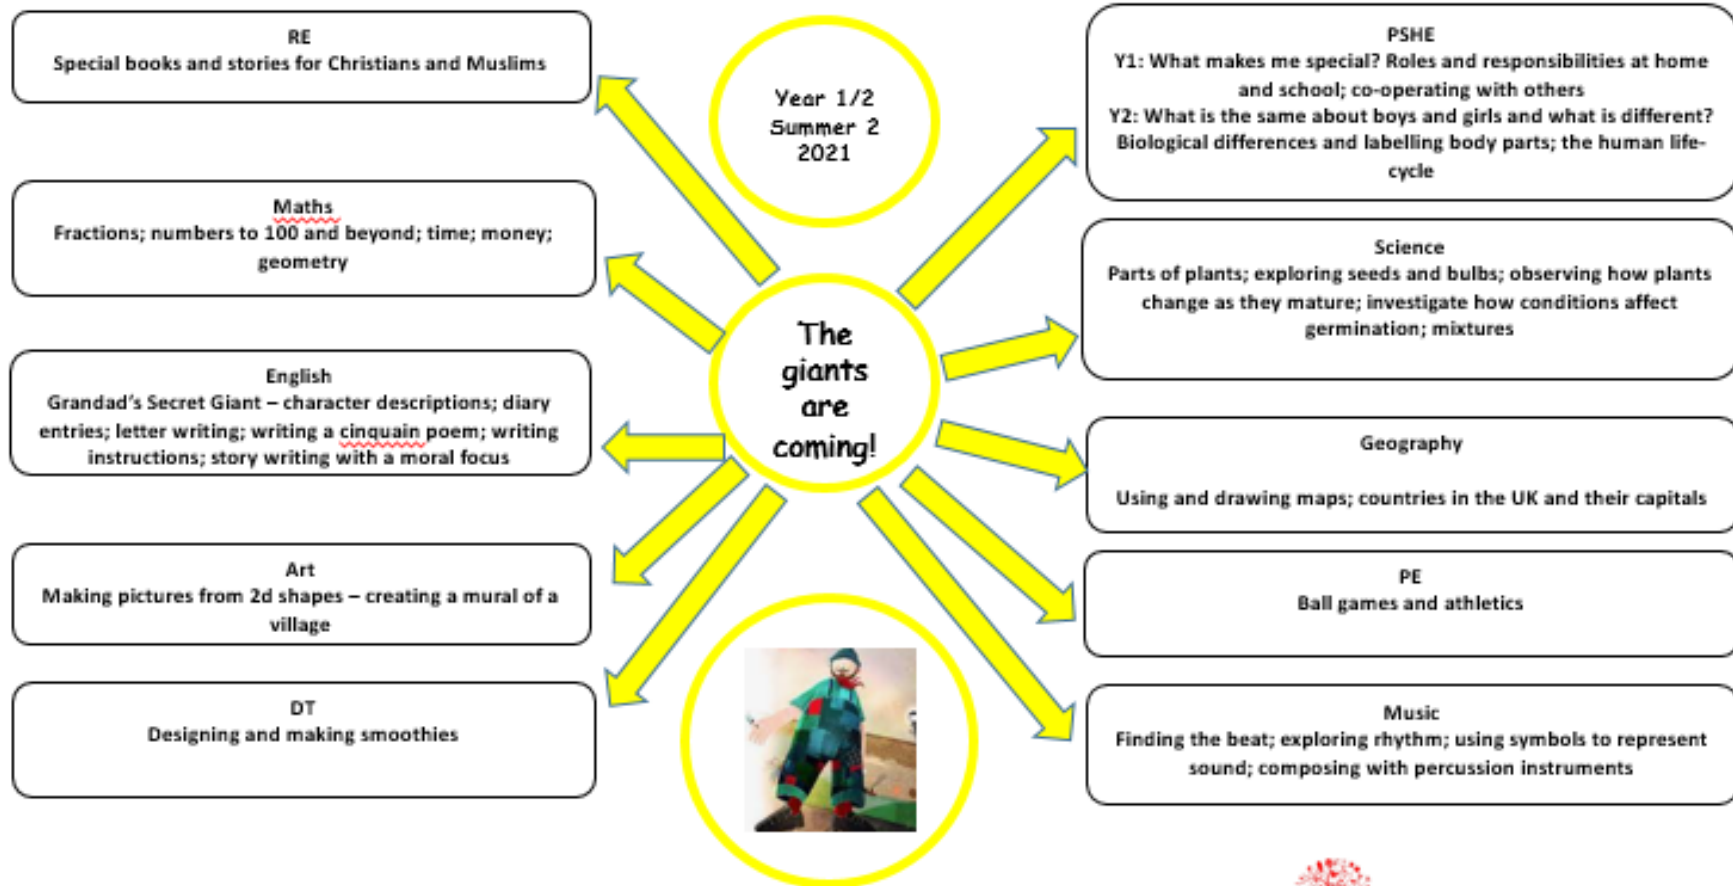 RE
Special books and stories for Christians and Muslims
Maths
Fractions; numbers to 100 and beyond; time; money;
geometry
English
Grandad's Secret Giant – character descriptions; diary
entries; letter writing; writing a cinquain poem; writing
instructions; story writing with a moral focus
Art
Making pictures from 2d shapes – creating a mural of a
village
DT
Designing and making smoothies
Year 1/2
Summer 2
2021
The
giants
are
coming!
PSHE
Y1: What makes me special? Roles and responsibilities at home
and school; co-operating with others
Y2: What is the same about boys and girls and what is different?
Biological differences and labelling body parts; the human life-
cycle
Science
Parts of plants; exploring seeds and bulbs; observing how plants
change as they mature; investigate how conditions affect
germination; mixtures
Geography
Using and drawing maps; countries in the UK and their capitals
PE
Ball games and athletics
Music
Finding the beat; exploring rhythm; using symbols to represent
sound; composing with percussion instruments